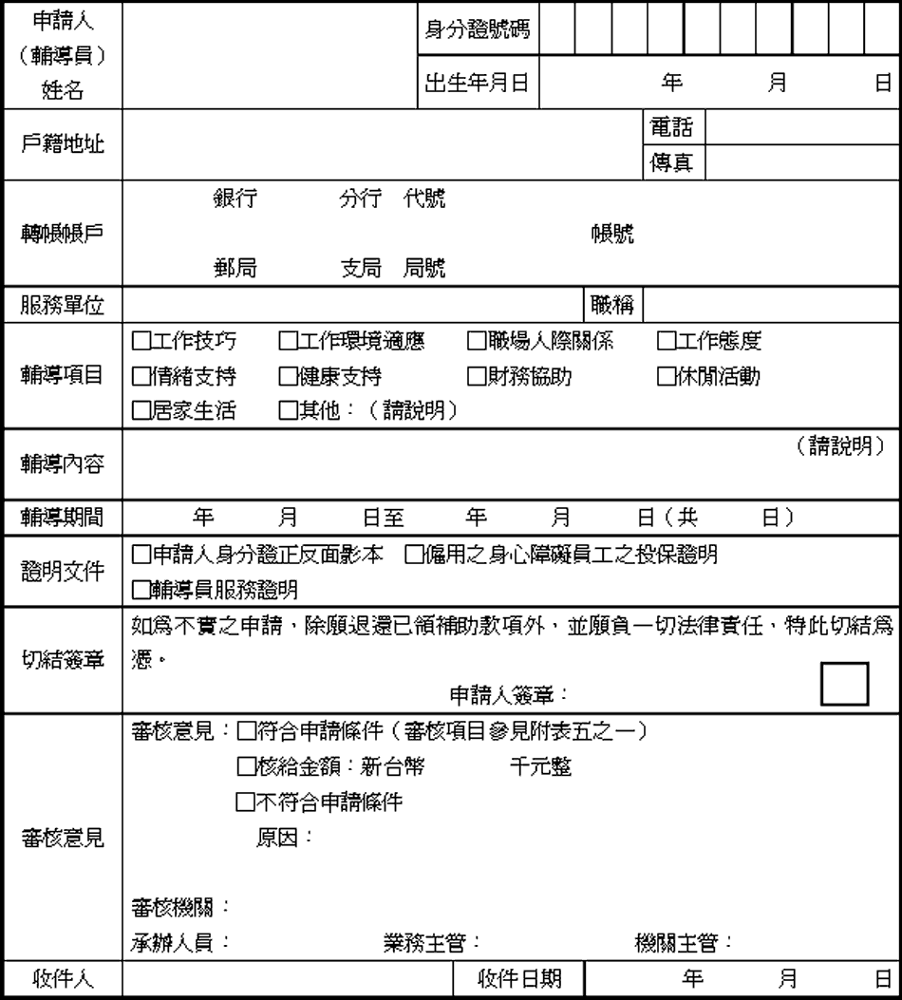 申請人
（輔導員）
姓名
身分證號碼
出生年月日 年 月 日
戶籍地址
電話
傳真
轉帳帳戶
銀行 分行 代號
帳號
郵局 支局 局號
服務單位
職稱
輔導項目
□工作技巧 □工作環境適應 □職場人際關係 □工作態度
□情緒支持 □健康支持 □財務協助 □休閒活動
□居家生活 □其他：（請說明）
輔導內容
（請說明）
輔導期間 年 月 日至 年 月 日（共 日）
證明文件
□申請人身分證正反面影本 □僱用之身心障礙員工之投保證明
□輔導員服務證明
切結簽章
如為不實之申請，除願退還已領補助款項外，並願負一切法律責任，特此切結為
憑。
申請人簽章：
審核意見
審核意見：□符合申請條件（審核項目參見附表五之一）
□核給金額：新台幣 千元整
□不符合申請條件
原因：
審核機關：
承辦人員： 業務主管： 機關主管：
收件人 收件日期 年 月 日